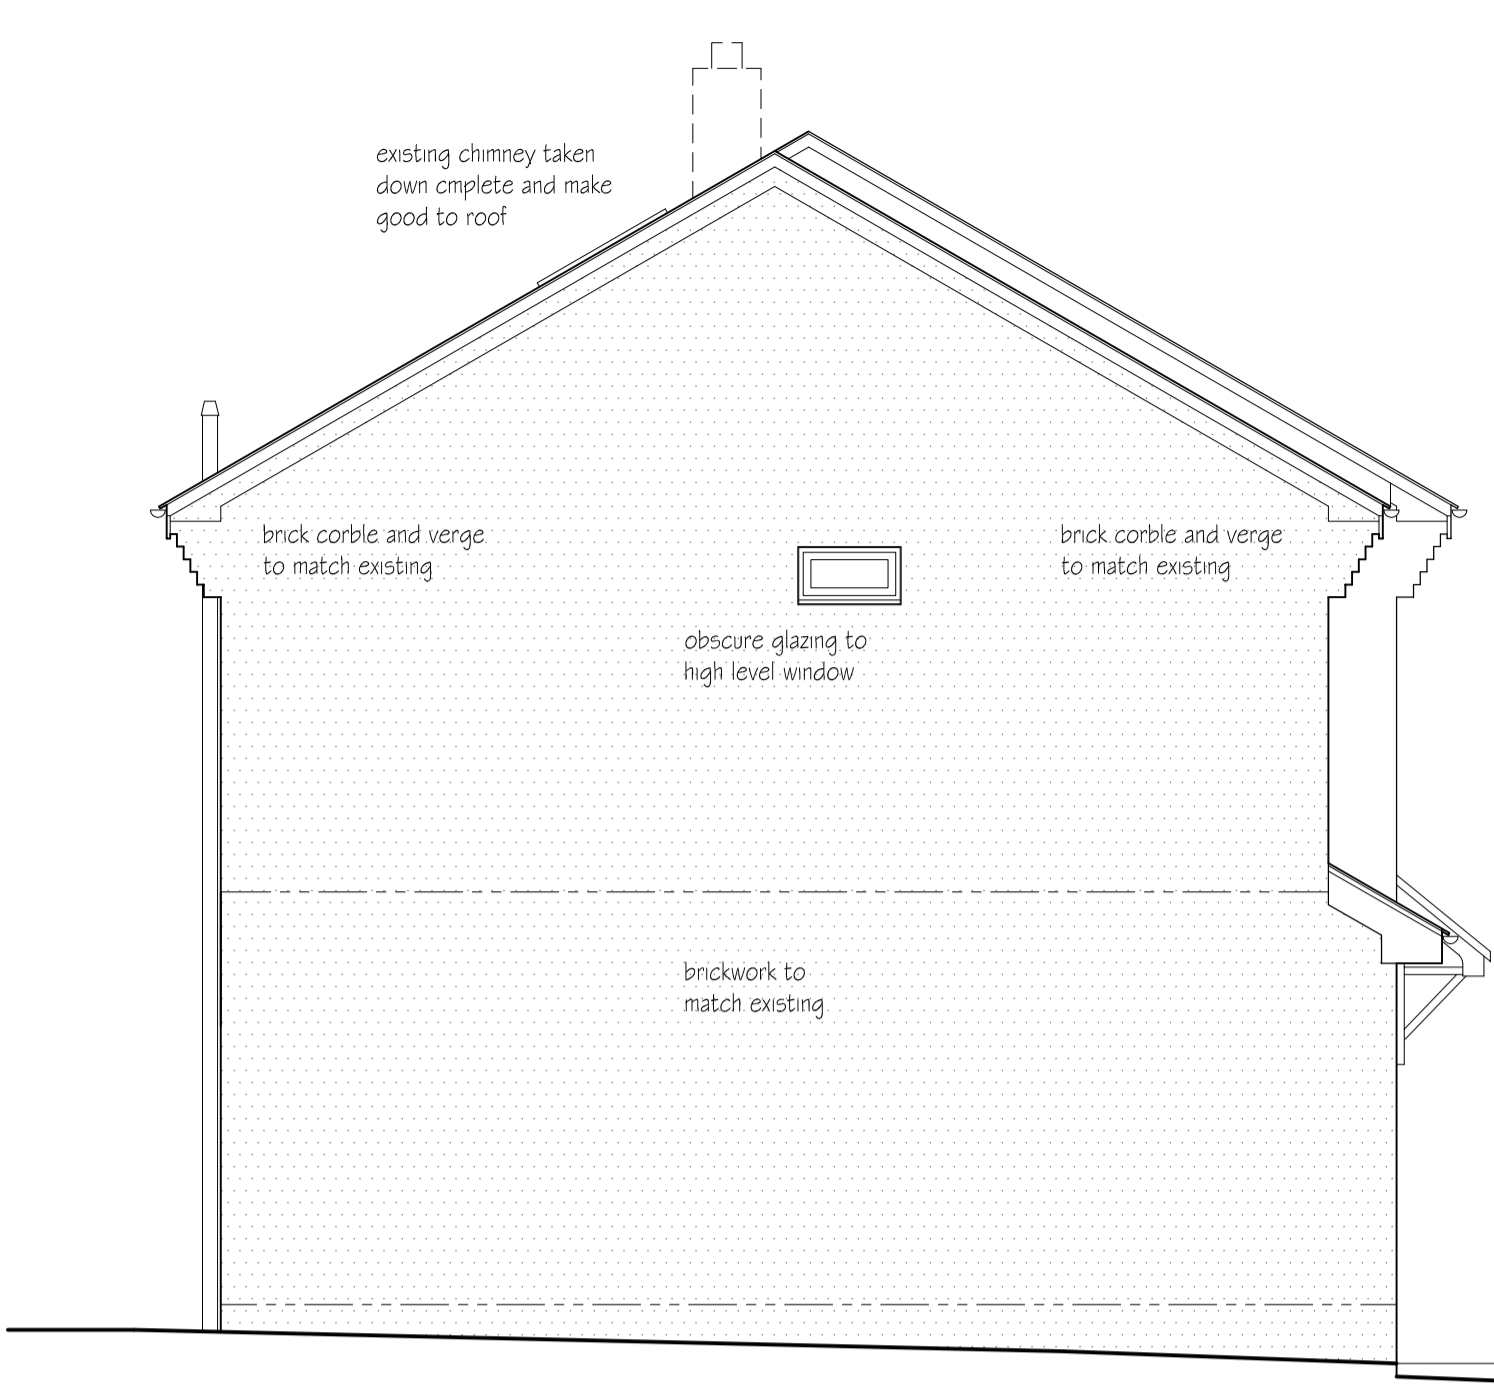 existing chimney taken
down cmplete and make
good to roof
brick corble and verge
to match existing
brick corble and verge
to match existing
obscure glazing to
high level window
brickwork to
match existing